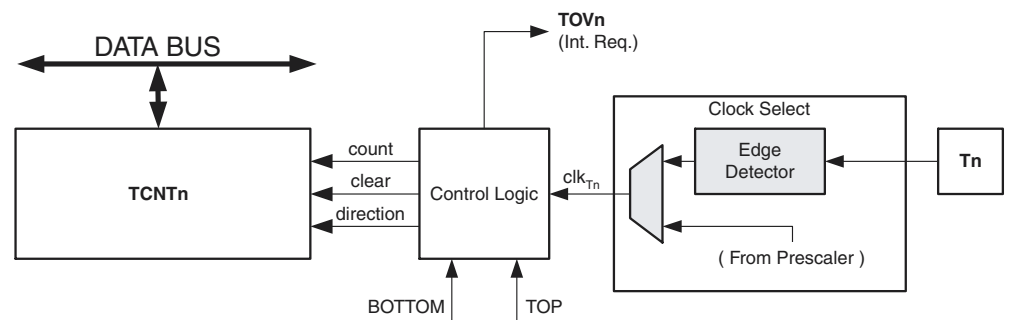 TOVn
(Int. Req.)
DATA BUS
Clock Select
count
Edge
Detector
Tn
TCNTn
clear
Control Logic
clkTn
direction
( From Prescaler )
BOTTOM
TOP